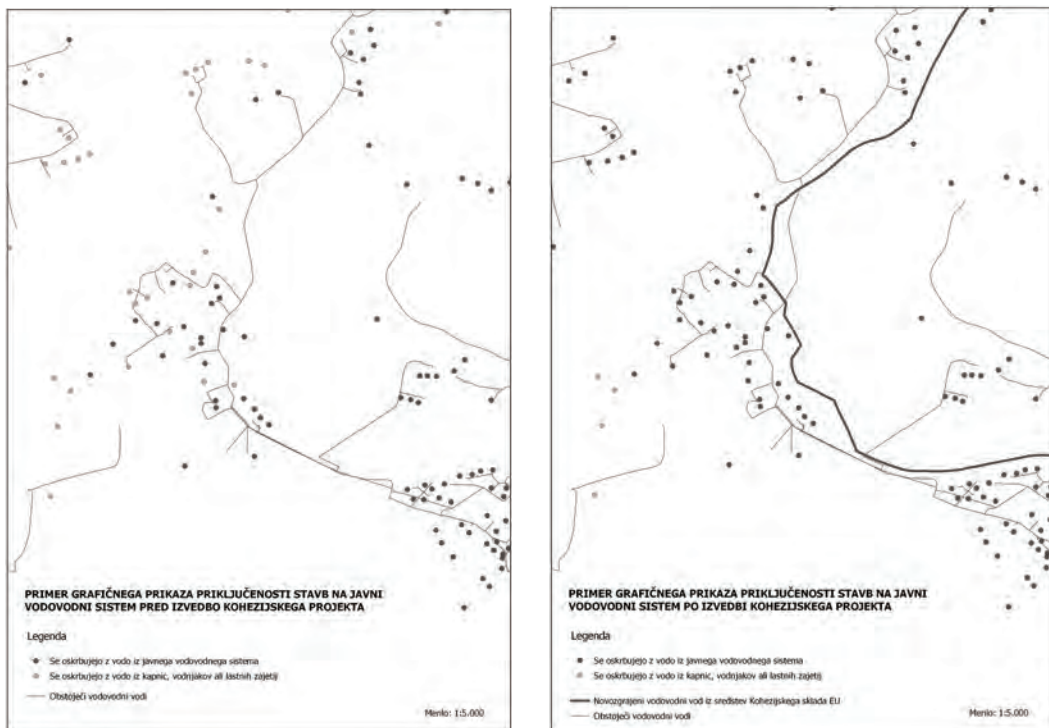 PRIMER GRAFIČNEGA PRIKAZA PRIKLJUČENOSTI STAVB NA JAVNI
VODOVODNI SISTEM PRED IZVEDBO KOHEZIJSKEGA PROJEKTA
Legenda
Se oskrbujejo z vodo iz javnega vodovodnega sistema
Se oskrbujejo z vodo iz kapnic, vodnjakov ali lastnih zajetij
Obstoječi vodovodni vodi
Merilo: 1:5.000
PRIMER GRAFIČNEGA PRIKAZA PRIKLJUČENOSTI STAVB NA JAVNI
VODOVODNI SISTEM PO IZVEDBI KOHEZIJSKEGA PROJEKTA
Legenda
Se oskrbujejo z vodo iz javnega vodovodnega sistema
Se oskrbujejo z vodo iz kapnic, vodnjakov ali lastnih zajetij
Novozgrajeni vodovodni vod iz sredstev Kohezijskega sklada EU
Obstoječi vodovodni vodi
Merilo: 1:5.000